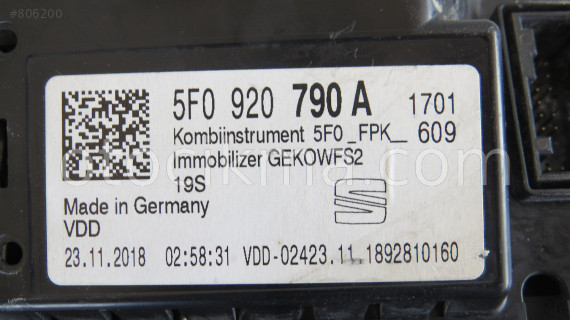 #806200
5F0 920 790 A 1701
Kombiinstrument 5F0_FPK_ 609
Immobilizer GEKOWFS2
19S
Made in Germany
VDD
23.11.2018 02:58:31 VDD-02423.11.1892810160